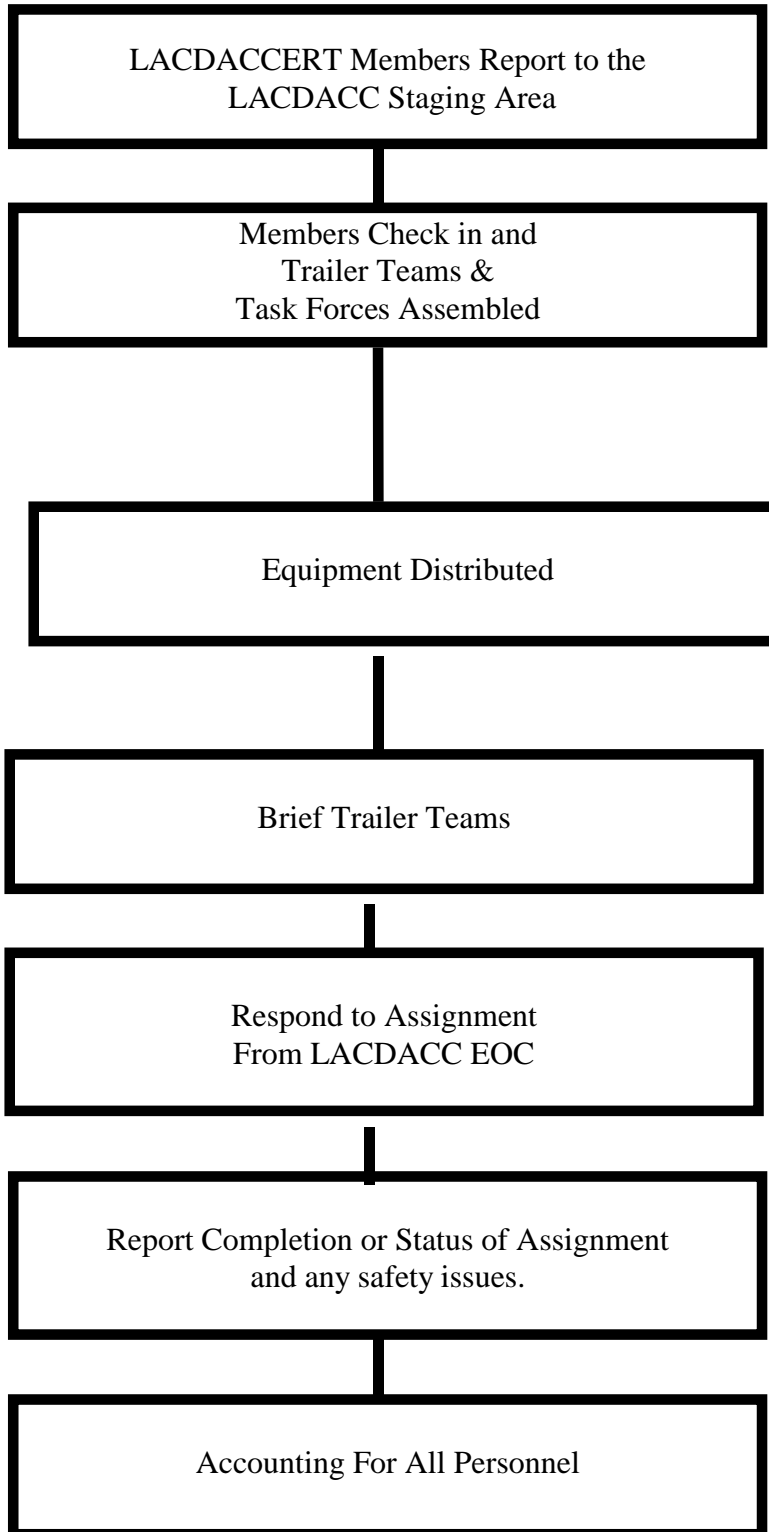 LACDACCERT Members Report to the
LACDACC Staging Area
Members Check in and
Trailer Teams &
Task Forces Assembled
Equipment Distributed
Brief Trailer Teams
Respond to Assignment
From LACDACC EOC
Report Completion or Status of Assignment
and any safety issues.
Accounting For All Personnel